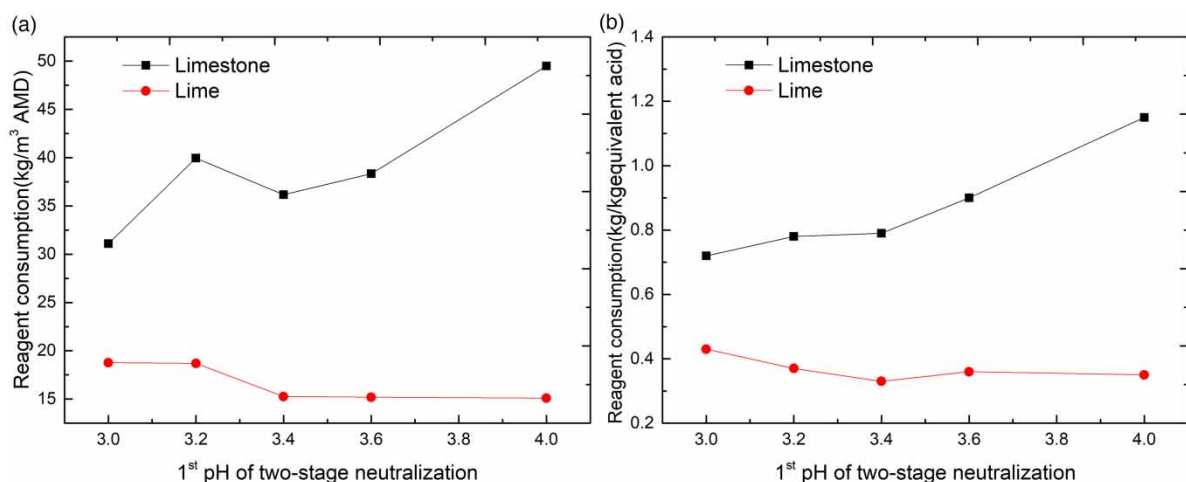 (a)
Reagent consumption(kg/m³ AMD)
50
45
40
35
30
25
20
15
Limestone
Lime
3.0 3.2 3.4 3.6 3.8 4.0
1st pH of two-stage neutralization
(b)
Reagent consumption(kg/kgequivalent acid)
1.4
1.2
1.0
0.8
0.6
0.4
0.2
Limestone
Lime
3.0 3.2 3.4 3.6 3.8 4.0
1st pH of two-stage neutralization